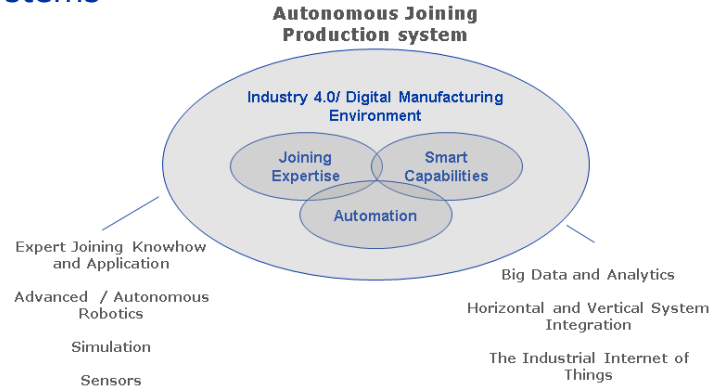 Autonomous Joining
Production system
Industry 4.0/ Digital Manufacturing
Environment
Joining
Expertise
Smart
Capabilities
Automation
Expert Joining Knowhow
and Application
Advanced / Autonomous
Robotics
Simulation
Sensors
Big Data and Analytics
Horizontal and Vertical System
Integration
The Industrial Internet of
Things